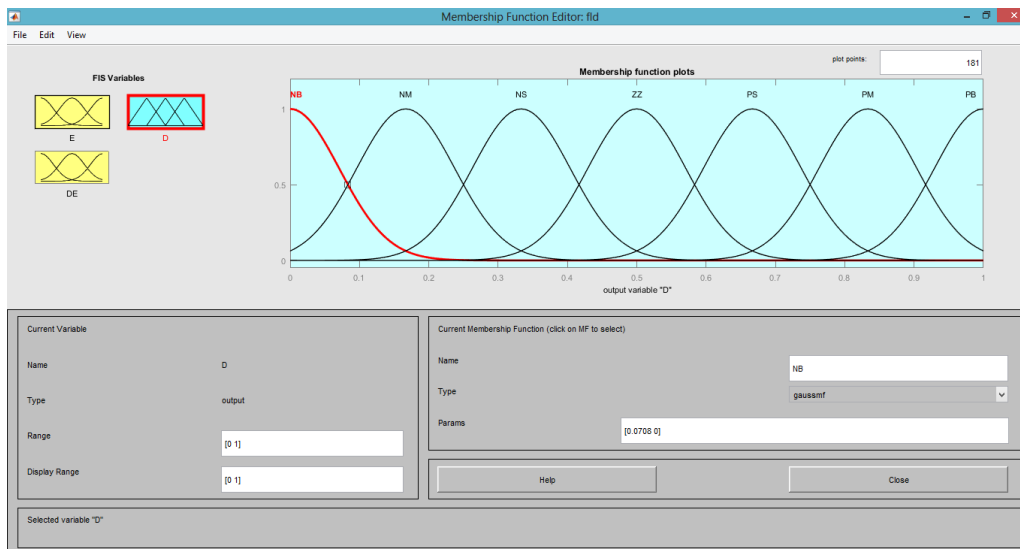 Membership Function Editor: fld
File Edit View
FIS Variables
E
D
DE
plot points:
181
Membership function plots
NB NM NS ZZ PS PM PB
1
0.5
0
0 0.1 0.2 0.3 0.4 0.5 0.6 0.7 0.8 0.9 1
output variable "D"
Current Variable
Name D
Type output
Range [0 1]
Display Range [0 1]
Current Membership Function (click on MF to select)
Name NB
Type gaussmf
Params [0.0708 0]
Help Close
Selected variable "D"